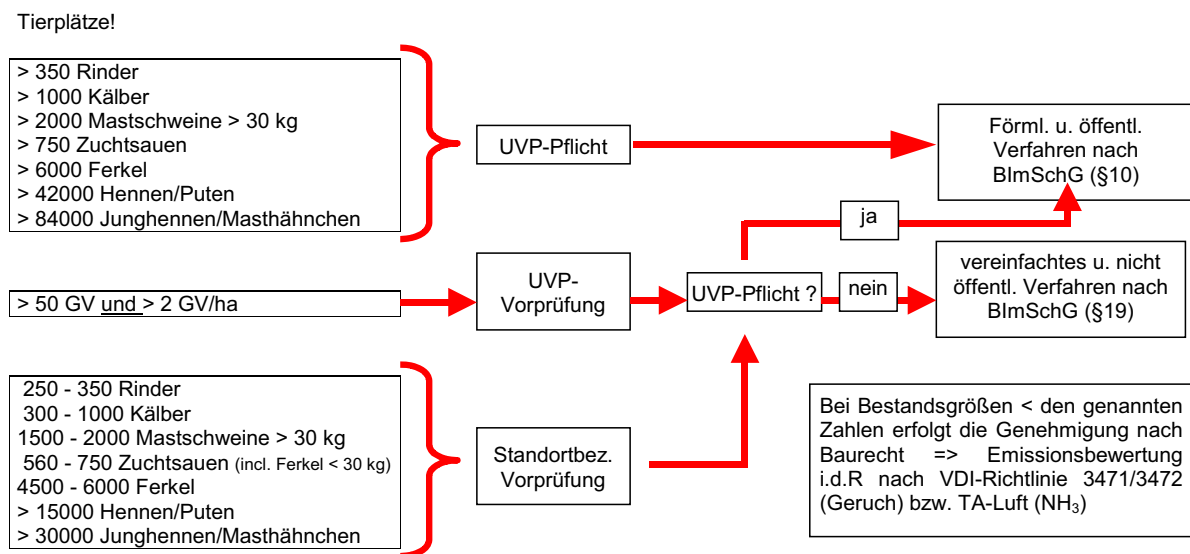 Tierplätze!
> 350 Rinder
> 1000 Kälber
> 2000 Mastschweine > 30 kg
> 750 Zuchtsauen
> 6000 Ferkel
> 42000 Hennen/Puten
> 84000 Junghennen/Masthähnchen
UVP-Pflicht
Förml. u. öffentl.
Verfahren nach
BImSchG (§10)
ja
> 50 GV und > 2 GV/ha
UVP-
Vorprüfung
UVP-Pflicht ?
nein
vereinfachtes u. nicht
öffentl. Verfahren nach
BImSchG (§19)
250 - 350 Rinder
300 - 1000 Kälber
1500 - 2000 Mastschweine > 30 kg
560 - 750 Zuchtsauen (incl. Ferkel < 30 kg)
4500 - 6000 Ferkel
> 15000 Hennen/Puten
> 30000 Junghennen/Masthähnchen
Standortbez.
Vorprüfung
Bei Bestandsgrößen < den genannten
Zahlen erfolgt die Genehmigung nach
Baurecht => Emissionsbewertung
i.d.R nach VDI-Richtlinie 3471/3472
(Geruch) bzw. TA-Luft (NH₃)